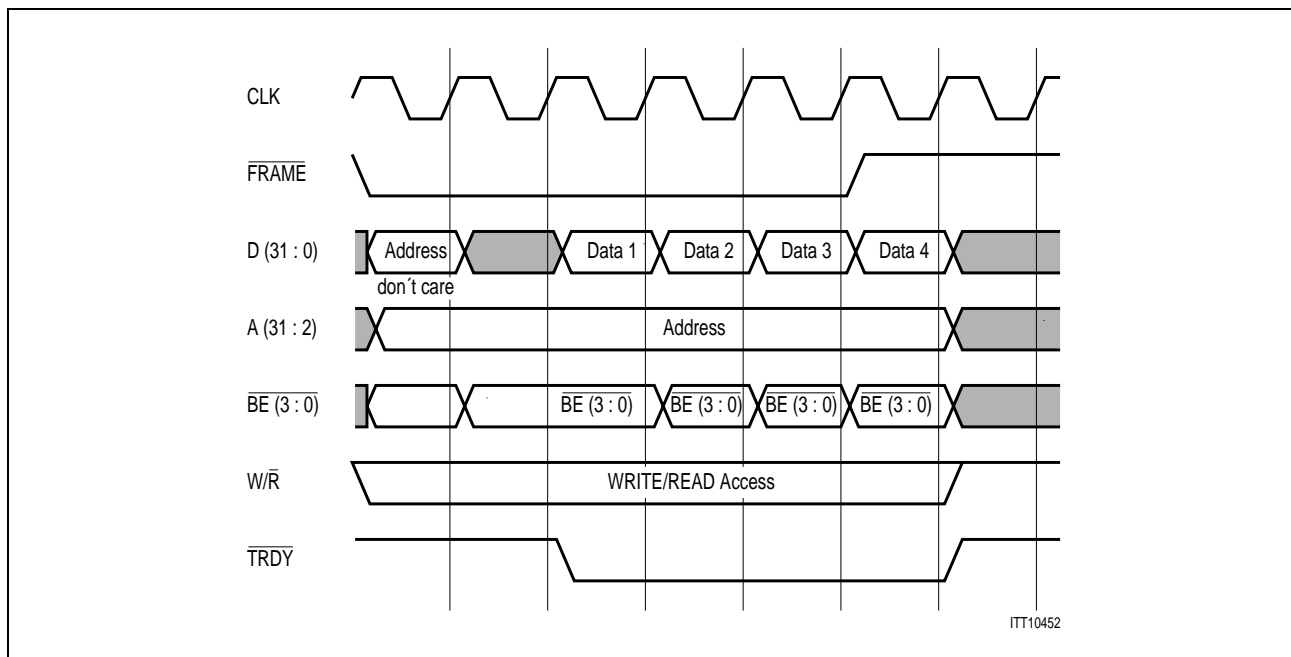 CLK
FRAME
D (31 : 0) Address Data 1 Data 2 Data 3 Data 4
don´t care
A (31 : 2) Address
BE (3 : 0) BE (3 : 0) BE (3 : 0) BE (3 : 0) BE (3 : 0)
W/R̅ WRITE/READ Access
TRDY
ITT10452